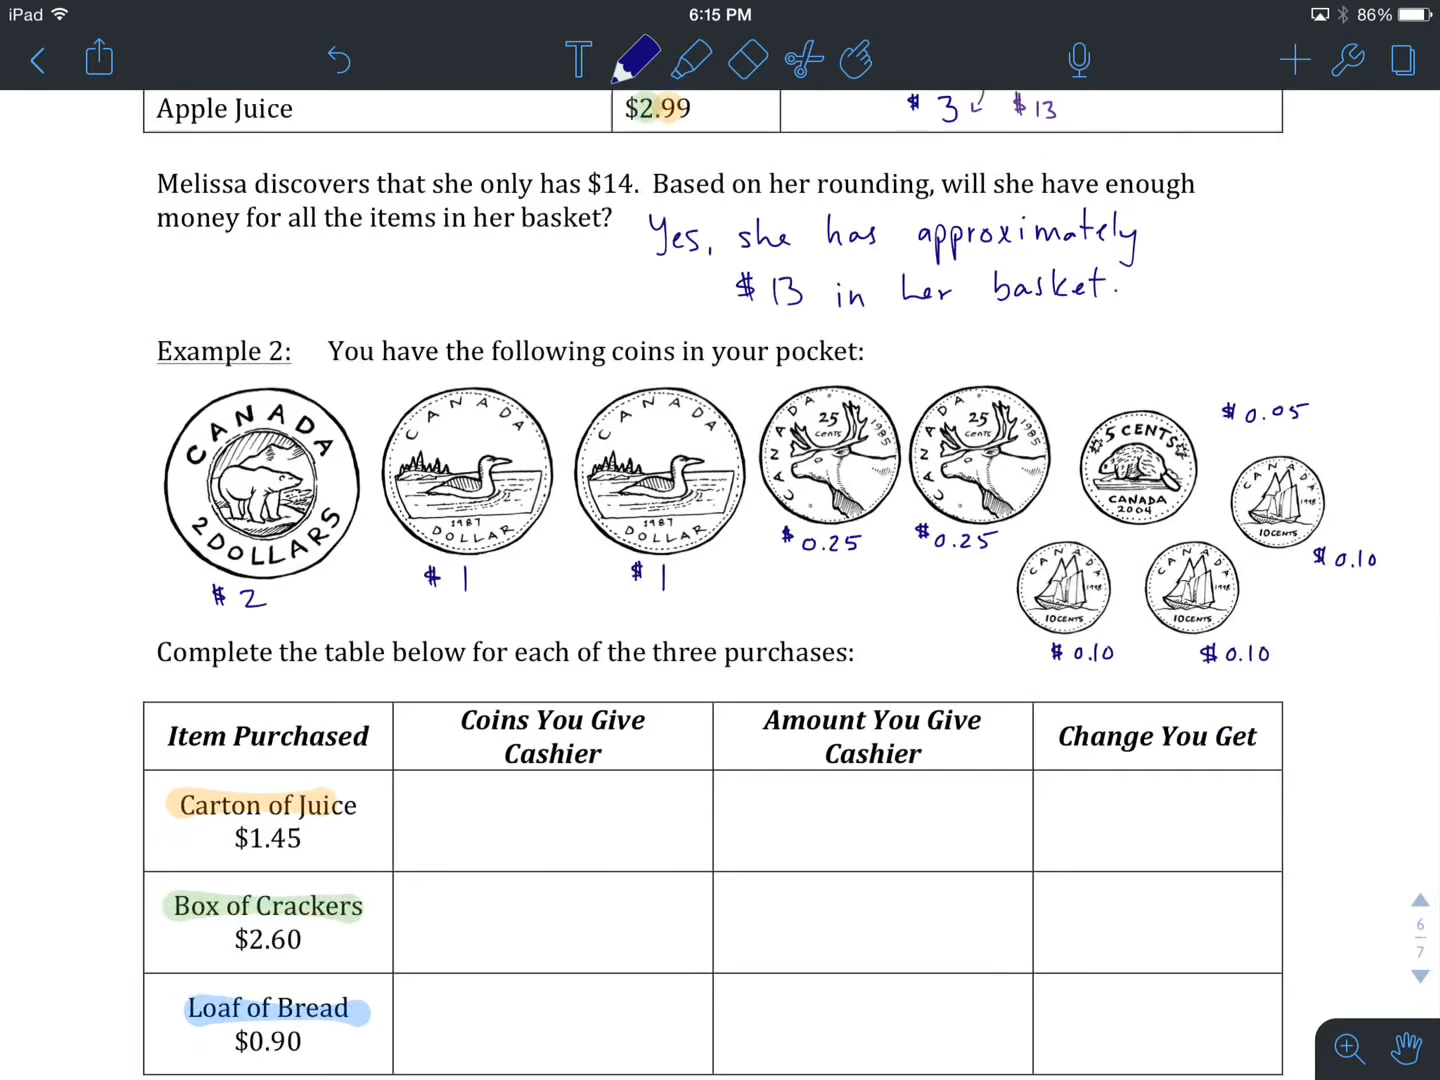 iPad 6:15 PM 86%
T
Apple Juice $2.99 $ 3 $ 13
Melissa discovers that she only has $14. Based on her rounding, will she have enough
money for all the items in her basket? Yes, she has approximately
$ 13 in her basket.
Example 2: You have the following coins in your pocket:
CANADA 2 DOLLARS
CANADA 1987 DOLLAR
CANADA 1987 DOLLAR
CANADA 25 cents 1985
CANADA 25 cents 1985
5 CENTS CANADA 2004
$ 0.05
CANADA 1998 10 CENTS
$ 2
$ 1
$ 1
$ 0.25
$ 0.25
$ 0.10
CANADA 1998 10 CENTS
CANADA 1998 10 CENTS
$ 0.10
$ 0.10
Complete the table below for each of the three purchases:
Item Purchased Coins You Give Cashier Amount You Give Cashier Change You Get
Carton of Juice
$1.45
Box of Crackers
$2.60
Loaf of Bread
$0.90
6
7